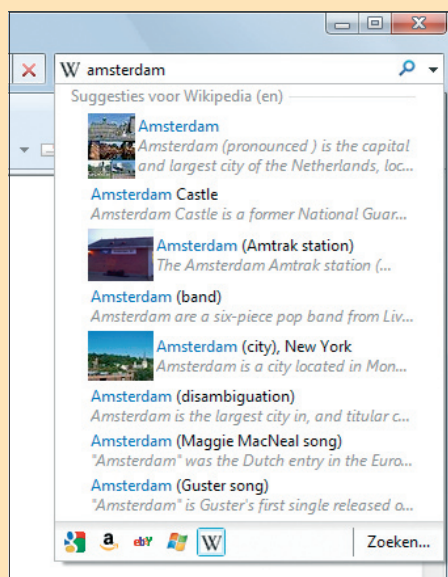 W amsterdam
Suggesties voor Wikipedia (en)
Amsterdam
Amsterdam (pronounced ) is the capital
and largest city of the Netherlands, loc...
Amsterdam Castle
Amsterdam Castle is a former National Guar...
Amsterdam (Amtrak station)
The Amsterdam Amtrak station (...
Amsterdam (band)
Amsterdam are a six-piece pop band from Liv...
Amsterdam (city), New York
Amsterdam is a city located in Mon...
Amsterdam (disambiguation)
Amsterdam is the largest city in, and titular c...
Amsterdam (Maggie MacNeal song)
"Amsterdam" was the Dutch entry in the Euro...
Amsterdam (Guster song)
"Amsterdam" is Guster's first single released o...
g a ebY W Zoeken...